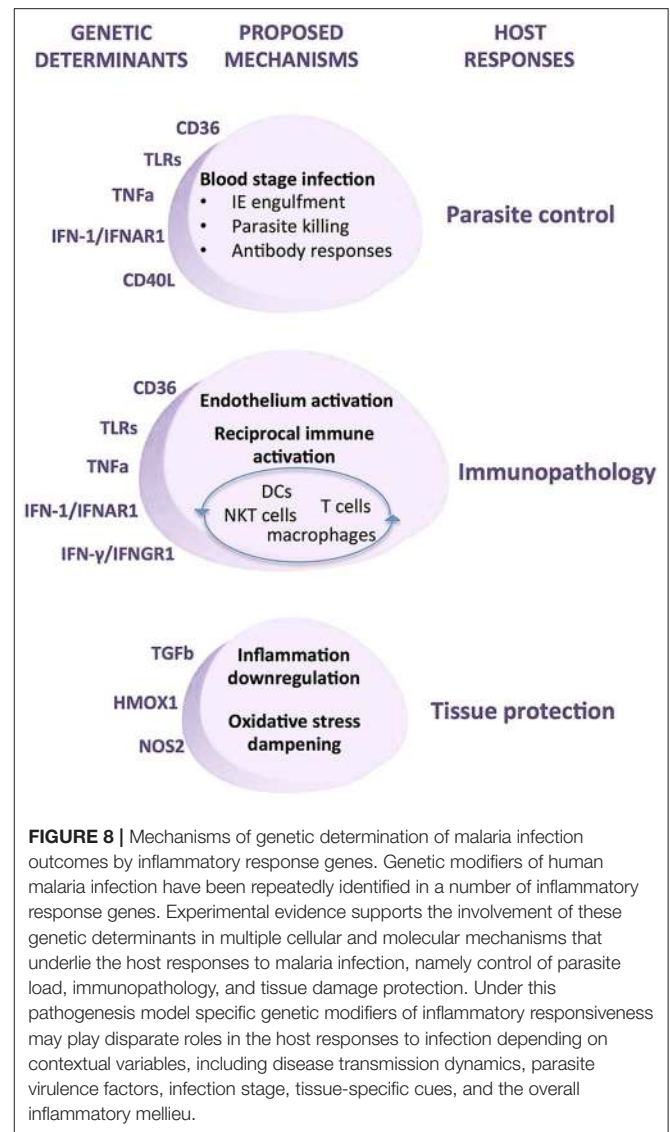 GENETIC DETERMINANTS
PROPOSED MECHANISMS
HOST RESPONSES
CD36
TLRs
TNFa
IFN-1/IFNAR1
CD40L
Blood stage infection
• IE engulfment
• Parasite killing
• Antibody responses
Parasite control
CD36
TLRs
TNFa
IFN-1/IFNAR1
IFN-γ/IFNGR1
Endothelium activation
Reciprocal immune
activation
DCs
NKT cells
T cells
macrophages
Immunopathology
TGFb
HMOX1
NOS2
Inflammation
downregulation
Oxidative stress
dampening
Tissue protection
FIGURE 8 | Mechanisms of genetic determination of malaria infection
outcomes by inflammatory response genes. Genetic modifiers of human
malaria infection have been repeatedly identified in a number of inflammatory
response genes. Experimental evidence supports the involvement of these
genetic determinants in multiple cellular and molecular mechanisms that
underlie the host responses to malaria infection, namely control of parasite
load, immunopathology, and tissue damage protection. Under this
pathogenesis model specific genetic modifiers of inflammatory responsiveness
may play disparate roles in the host responses to infection depending on
contextual variables, including disease transmission dynamics, parasite
virulence factors, infection stage, tissue-specific cues, and the overall
inflammatory mellieu.